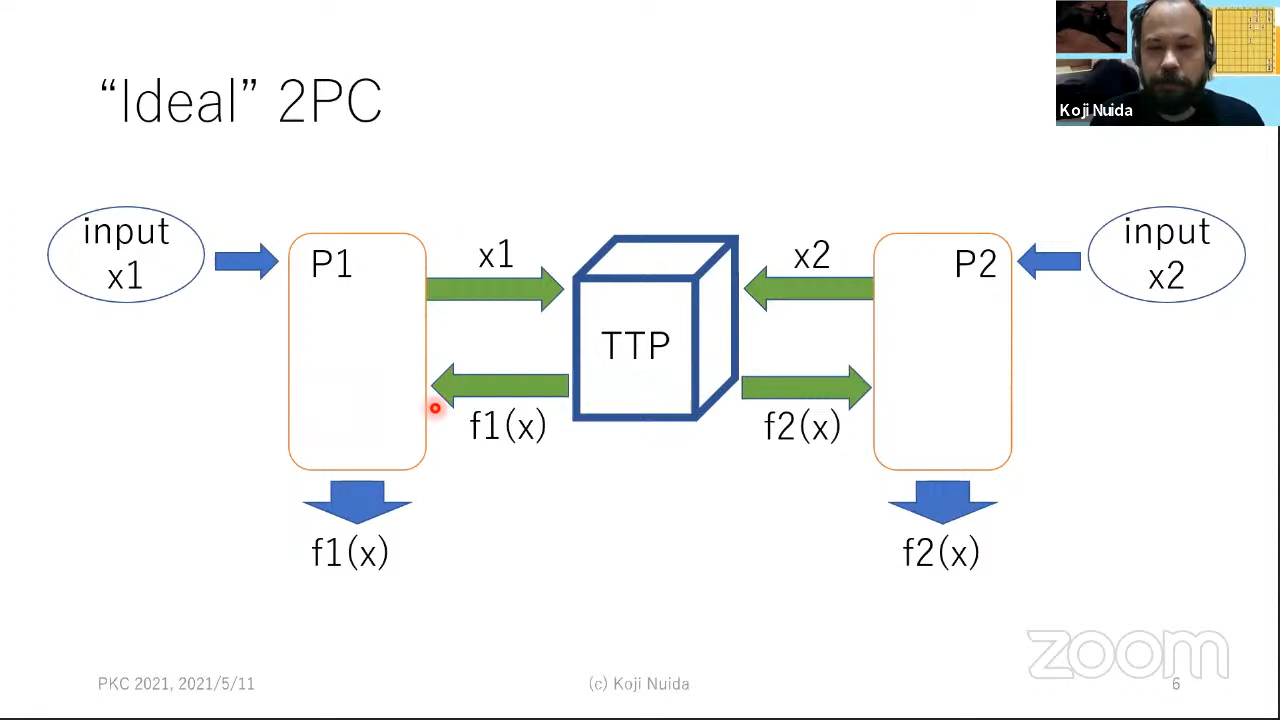 “Ideal” 2PC
Koji Nuida
input
x1
P1
x1
TTP
x2
P2
input
x2
f1(x)
f2(x)
f1(x)
f2(x)
zoom
PKC 2021, 2021/5/11
(c) Koji Nuida
6